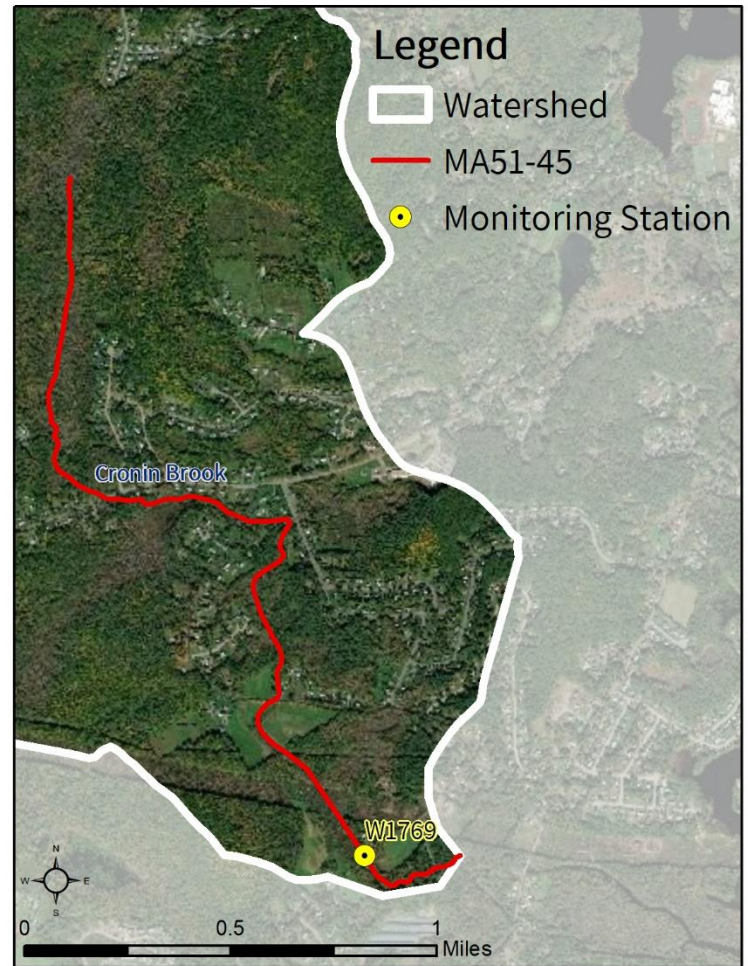 Legend
Watershed
MA51-45
Monitoring Station
Cronin Brook
W1769
N
W E
S
0 0.5 1
Miles